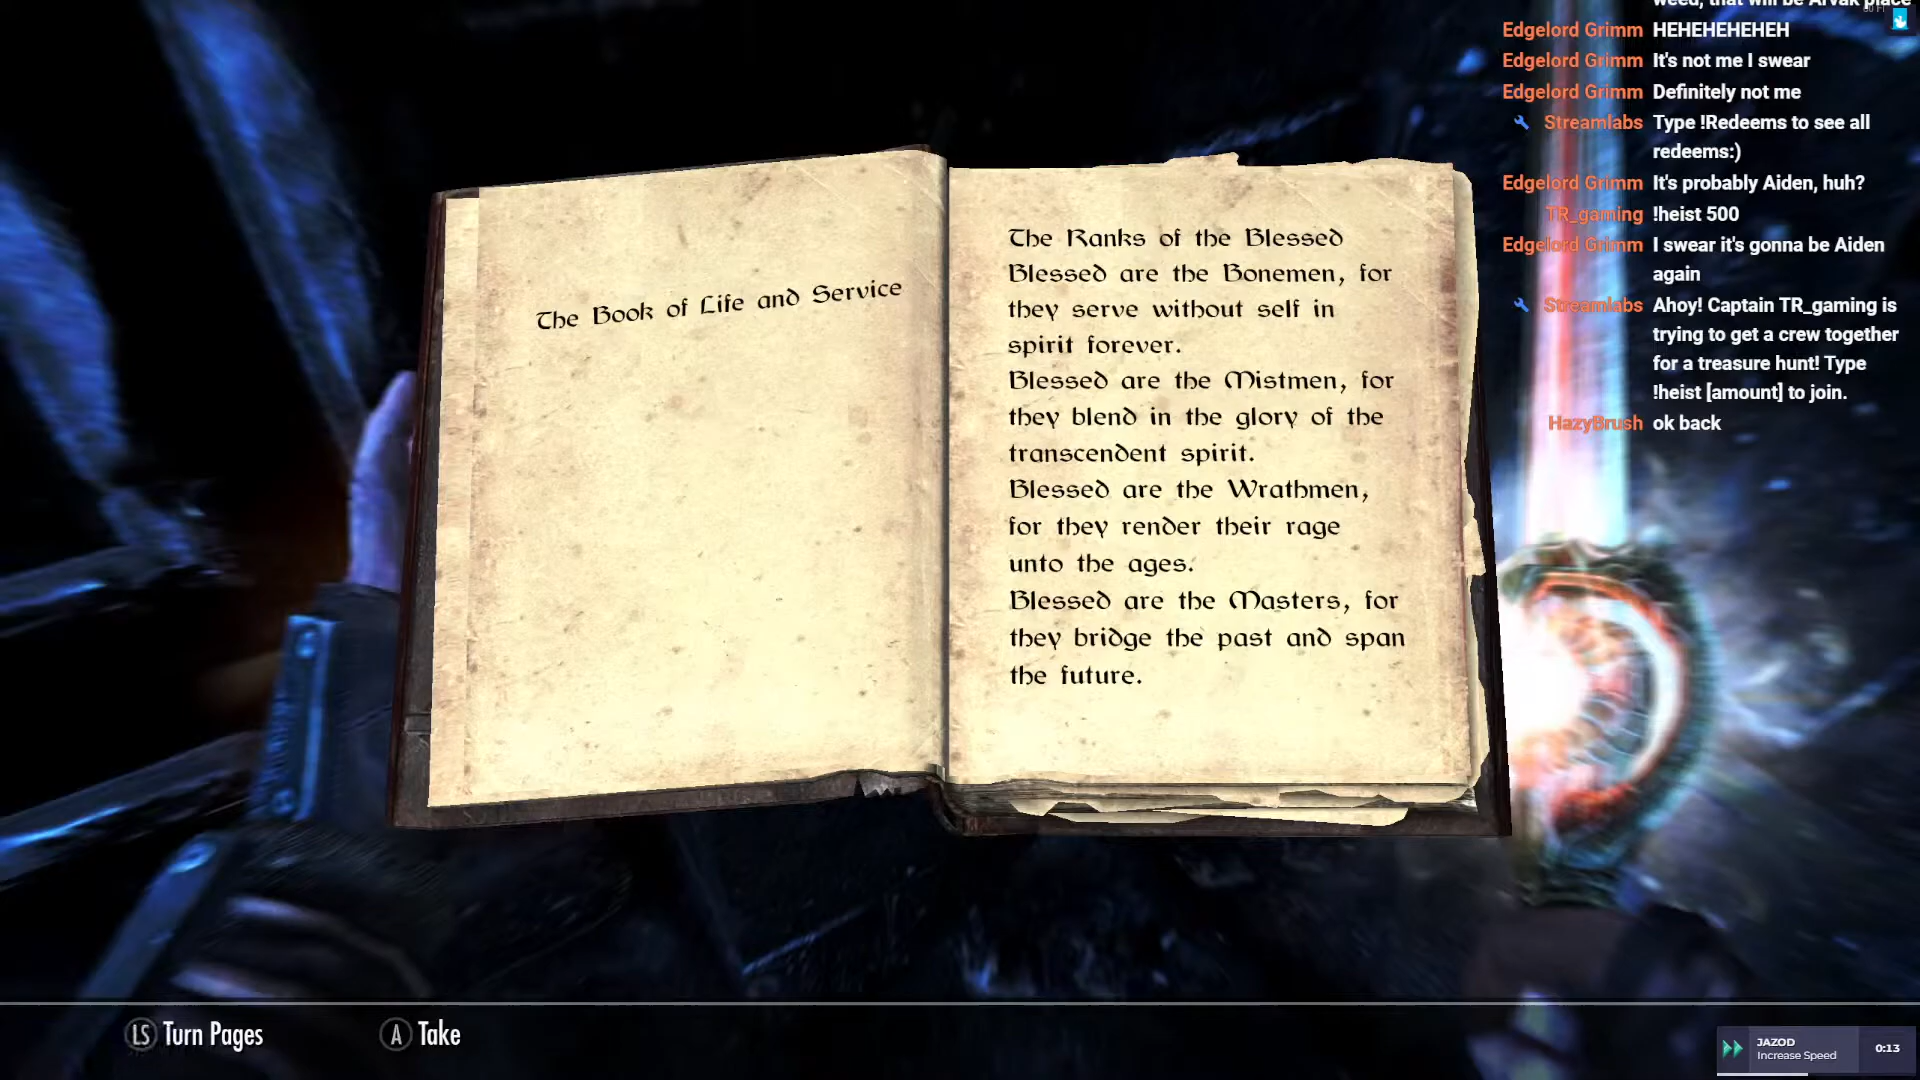 weed, that will be Arvak place
Edgelord Grimm HEHEHEHEHEH
Edgelord Grimm It's not me I swear
Edgelord Grimm Definitely not me
Streamlabs Type !Redeems to see all
redeems:)
Edgelord Grimm It's probably Aiden, huh?
TR_gaming !heist 500
Edgelord Grimm I swear it's gonna be Aiden
again
Streamlabs Ahoy! Captain TR_gaming is
trying to get a crew together
for a treasure hunt! Type
!heist [amount] to join.
HazyBrush ok back
The Book of Life and Service
The Ranks of the Blessed
Blessed are the Bonemen, for
they serve without self in
spirit forever.
Blessed are the Mistmen, for
they blend in the glory of the
transcendent spirit.
Blessed are the Wrathmen,
for they render their rage
unto the ages.
Blessed are the Masters, for
they bridge the past and span
the future.
LS Turn Pages
A Take
JAZOD
Increase Speed
0:13